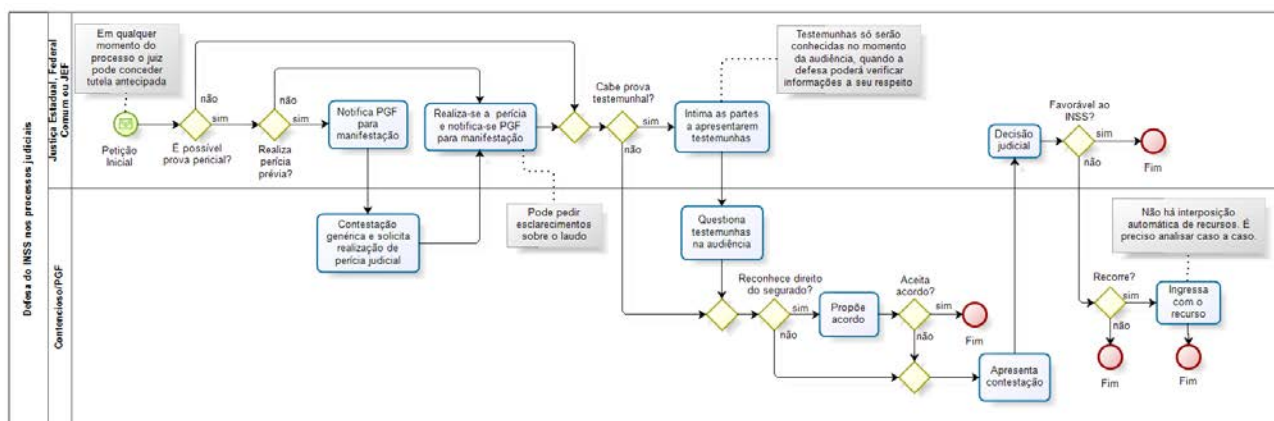 Defesa do INSS nos processos judiciais
Justiça Estadual, Federal
Comum ou JEF
Em qualquer
momento do
processo o juiz
pode conceder
tutela antecipada
Petição
Inicial
não
sim
É possível
prova pericial?
não
sim
Realiza
perícia
prévia?
Notifica PGF
para
manifestação
Realiza-se a perícia
e notifica-se PGF
para manifestação
Cabe prova
testemunhal?
sim
não
Intima as partes
a apresentarem
testemunhas
Testemunhas só serão
conhecidas no momento
da audiência, quando a
defesa poderá verificar
informações a seu respeito
Decisão
judicial
Favorável ao
INSS?
sim
não
Fim
Contencioso/PGF
Contestação
genérica e solicita
realização de
perícia judicial
Pode pedir
esclarecimentos
sobre o laudo
Questiona
testemunhas
na audiência
Reconhece direito
do segurado?
sim
não
Propõe
acordo
Aceita
acordo?
sim
não
Fim
Apresenta
contestação
Não há interposição
automática de recursos. É
preciso analisar caso a caso.
Recorre?
sim
não
Ingressa
com o
recurso
Fim
Fim